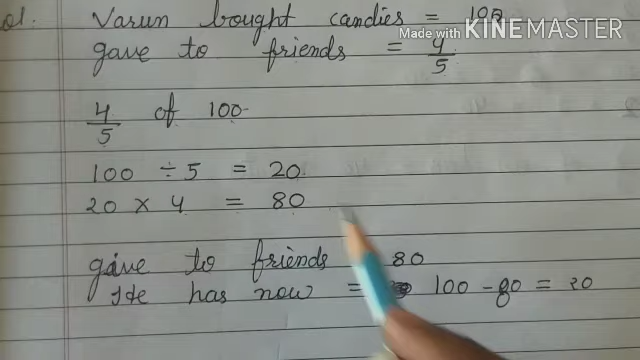 Q1. Varun bought candies = 100
Made with KINEMASTER
gave to friends = 4/5
4/5 of 100
100 ÷ 5 = 20
20 × 4 = 80
gave to friends 80
He has now = 100 - 80 = 20